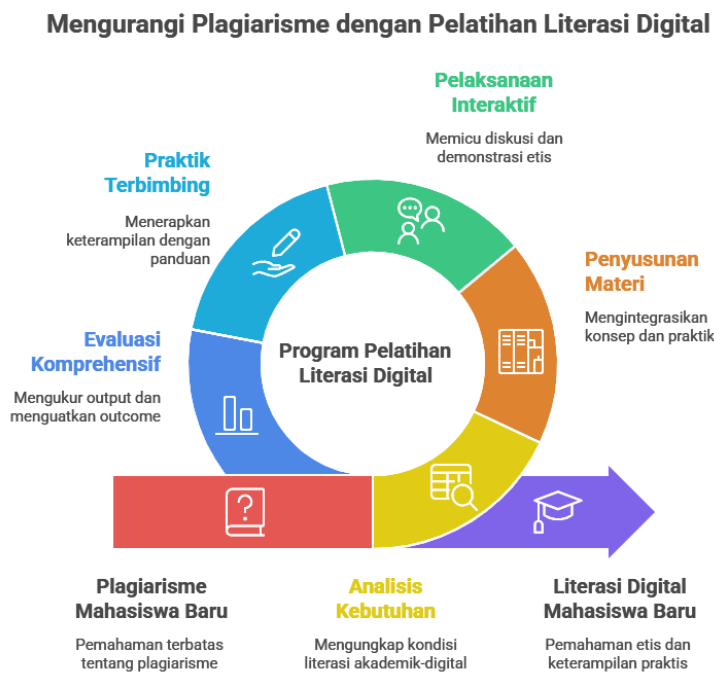 Mengurangi Plagiarisme dengan Pelatihan Literasi Digital
Pelaksanaan
Interaktif
Memicu diskusi dan
demonstrasi etis
Praktik
Terbimbing
Menerapkan
keterampilan dengan
panduan
Penyusunan
Materi
Mengintegrasikan
konsep dan praktik
Evaluasi
Komprehensif
Mengukur output dan
menguatkan outcome
Program Pelatihan
Literasi Digital
?
Plagiarisme
Mahasiswa Baru
Pemahaman terbatas
tentang plagiarisme
Analisis
Kebutuhan
Mengungkap kondisi
literasi akademik-digital
Literasi Digital
Mahasiswa Baru
Pemahaman etis dan
keterampilan praktis